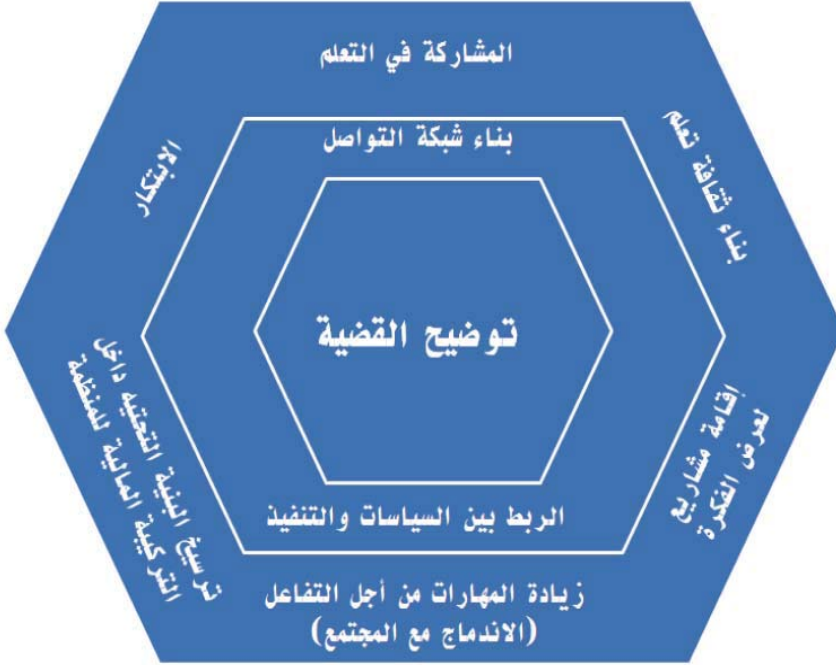 المشاركة في التعلم
بناء ثقافة تعلم
الابتكار
بناء شبكة التواصل
توضيح القضية
إقامة مشاريع
لعرض الفكرة
ترسيخ البنية التحتيه داخل
التركيبة المالية للمنظمة
الربط بين السياسات والتنفيذ
زيادة المهارات من أجل التفاعل
(الاندماج مع المجتمع)